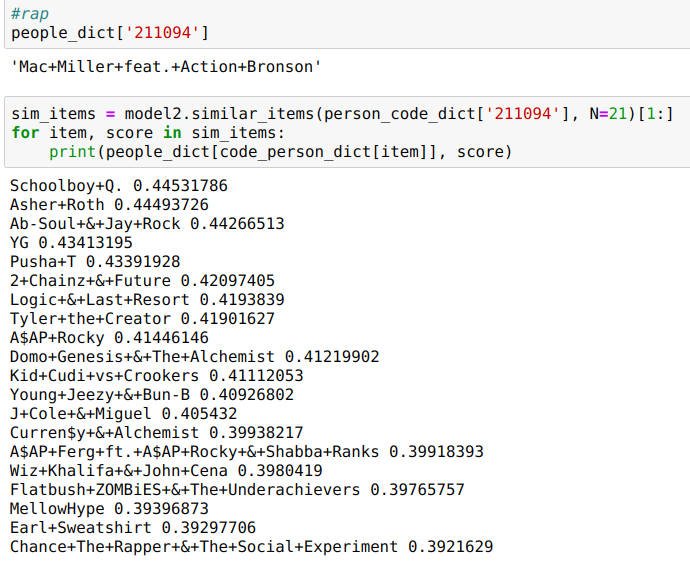 #rap
people_dict['211094']
'Mac+Miller+feat.+Action+Bronson'
sim_items = model2.similar_items(person_code_dict['211094'], N=21)[1:]
for item, score in sim_items:
    print(people_dict[code_person_dict[item]], score)
Schoolboy+Q. 0.44531786
Asher+Roth 0.44493726
Ab-Soul+&+Jay+Rock 0.44266513
YG 0.43413195
Pusha+T 0.43391928
2+Chainz+&+Future 0.42097405
Logic+&+Last+Resort 0.4193839
Tyler+the+Creator 0.41901627
A$AP+Rocky 0.41446146
Domo+Genesis+&+The+Alchemist 0.41219902
Kid+Cudi+vs+Crookers 0.41112053
Young+Jeezy+&+Bun-B 0.40926802
J+Cole+&+Miguel 0.405432
Curren$y+&+Alchemist 0.39938217
A$AP+Ferg+ft.+A$AP+Rocky+&+Shabba+Ranks 0.39918393
Wiz+Khalifa+&+John+Cena 0.3980419
Flatbush+ZOMBiES+&+The+Underachievers 0.39765757
MellowHype 0.39396873
Earl+Sweatshirt 0.39297706
Chance+The+Rapper+&+The+Social+Experiment 0.3921629